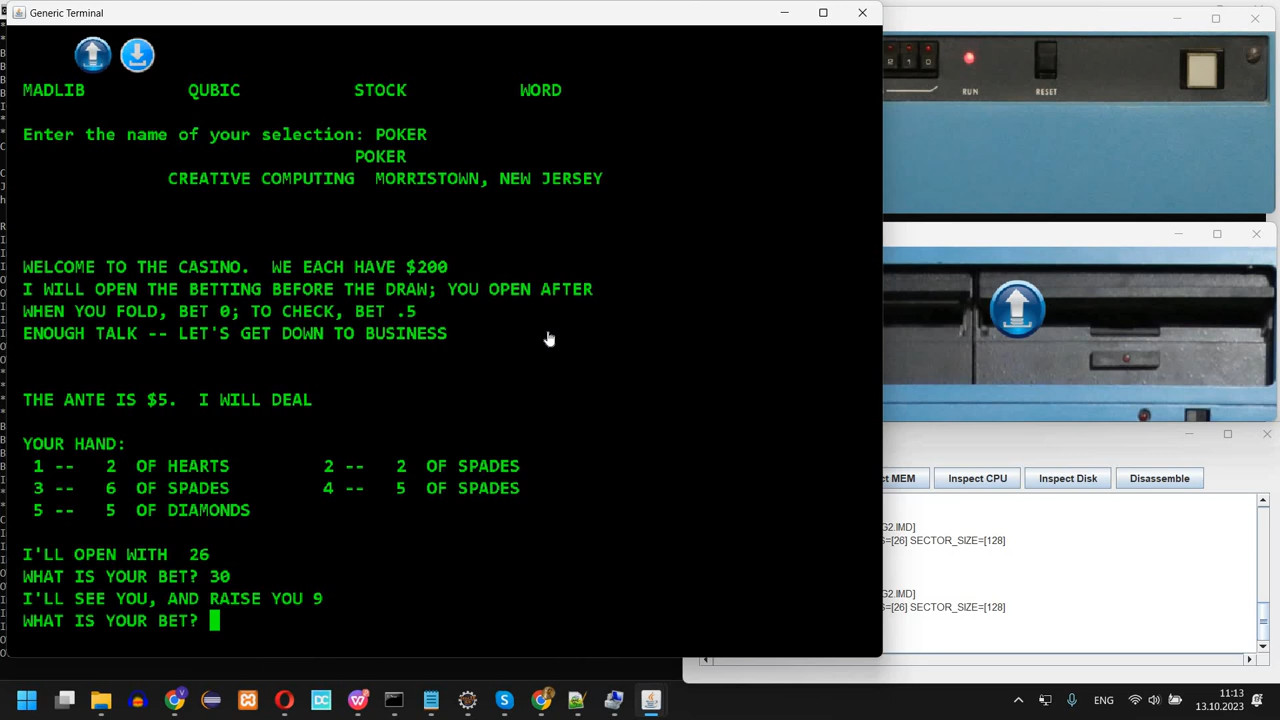 Generic Terminal
MADLIB QUBIC STOCK WORD
Enter the name of your selection: POKER
POKER
CREATIVE COMPUTING MORRISTOWN, NEW JERSEY
WELCOME TO THE CASINO. WE EACH HAVE $200
I WILL OPEN THE BETTING BEFORE THE DRAW; YOU OPEN AFTER
WHEN YOU FOLD, BET 0; TO CHECK, BET .5
ENOUGH TALK -- LET'S GET DOWN TO BUSINESS
THE ANTE IS $5. I WILL DEAL
YOUR HAND:
1 -- 2 OF HEARTS 2 -- 2 OF SPADES
3 -- 6 OF SPADES 4 -- 5 OF SPADES
5 -- 5 OF DIAMONDS
I'LL OPEN WITH 26
WHAT IS YOUR BET? 30
I'LL SEE YOU, AND RAISE YOU 9
WHAT IS YOUR BET?
RUN
RESET
ct MEM
Inspect CPU
Inspect Disk
Disassemble
G2.IMD]
S=[26] SECTOR_SIZE=[128]
G2.IMD]
S=[26] SECTOR_SIZE=[128]
ENG
11:13
13.10.2023